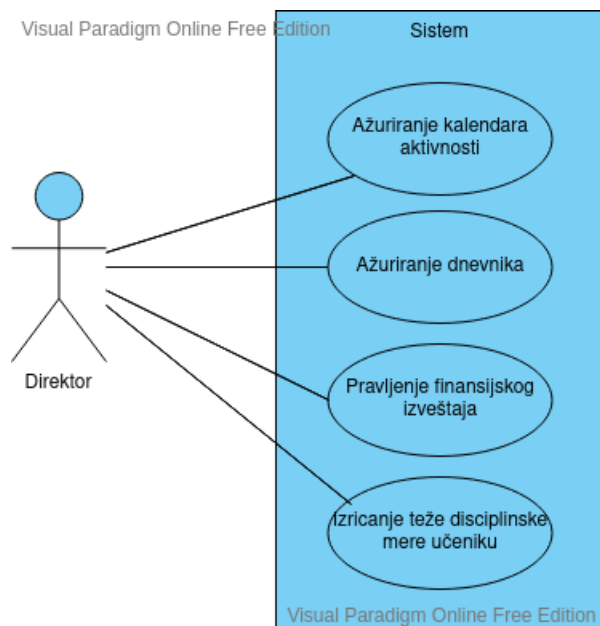 Visual Paradigm Online Free Edition
Sistem
Ažuriranje kalendara
aktivnosti
Ažuriranje dnevnika
Direktor
Pravljenje finansijskog
izveštaja
Izricanje teže disciplinske
mere učeniku
Visual Paradigm Online Free Edition